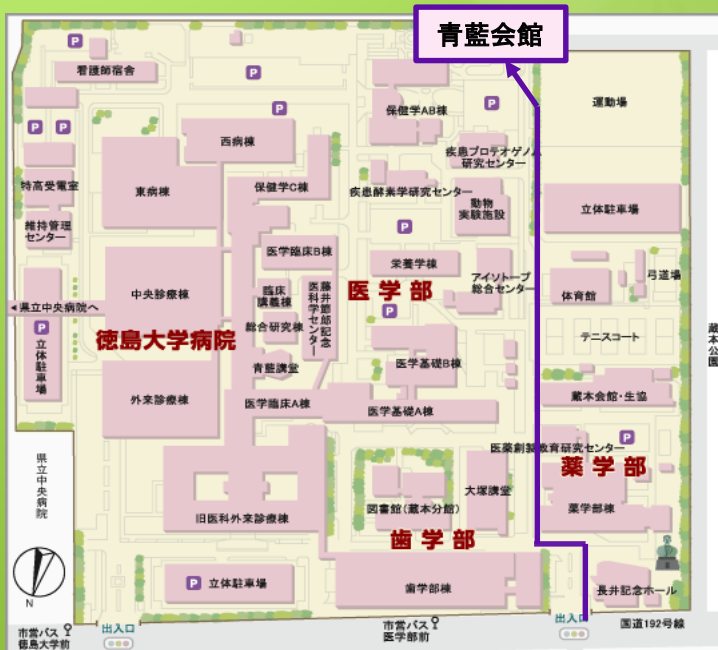 青藍会館
P
看護師宿舎
P
P
P
P
P
西病棟
保健学AB棟
P
運動場
疾患プロテオゲノム
研究センター
特高受電室
東病棟
保健学C棟
疾患酵素学研究センター
動物
実験施設
立体駐車場
維持管理
センター
P
医学臨床B棟
栄養学棟
弓道場
アイソトープ
総合センター
体育館
中央診療棟
臨床
講義棟
藤井節郎記念
医科学センター
医学部
◀県立中央病院へ
P
立体駐車場
徳島大学病院
総合研究棟
P
テニスコート
蔵本公園
青藍講堂
医学基礎B棟
外来診療棟
医学臨床A棟
医学基礎A棟
蔵本会館・生協
P
医薬創製教育研究センター
薬学部
県立中央病院
大塚講堂
図書館(蔵本分館)
薬学部棟
旧医科外来診療棟
歯学部
N
P 立体駐車場
歯学部棟
長井記念ホール
市営バス
徳島大学前
出入口
市営バス
医学部前
出入口
国道192号線